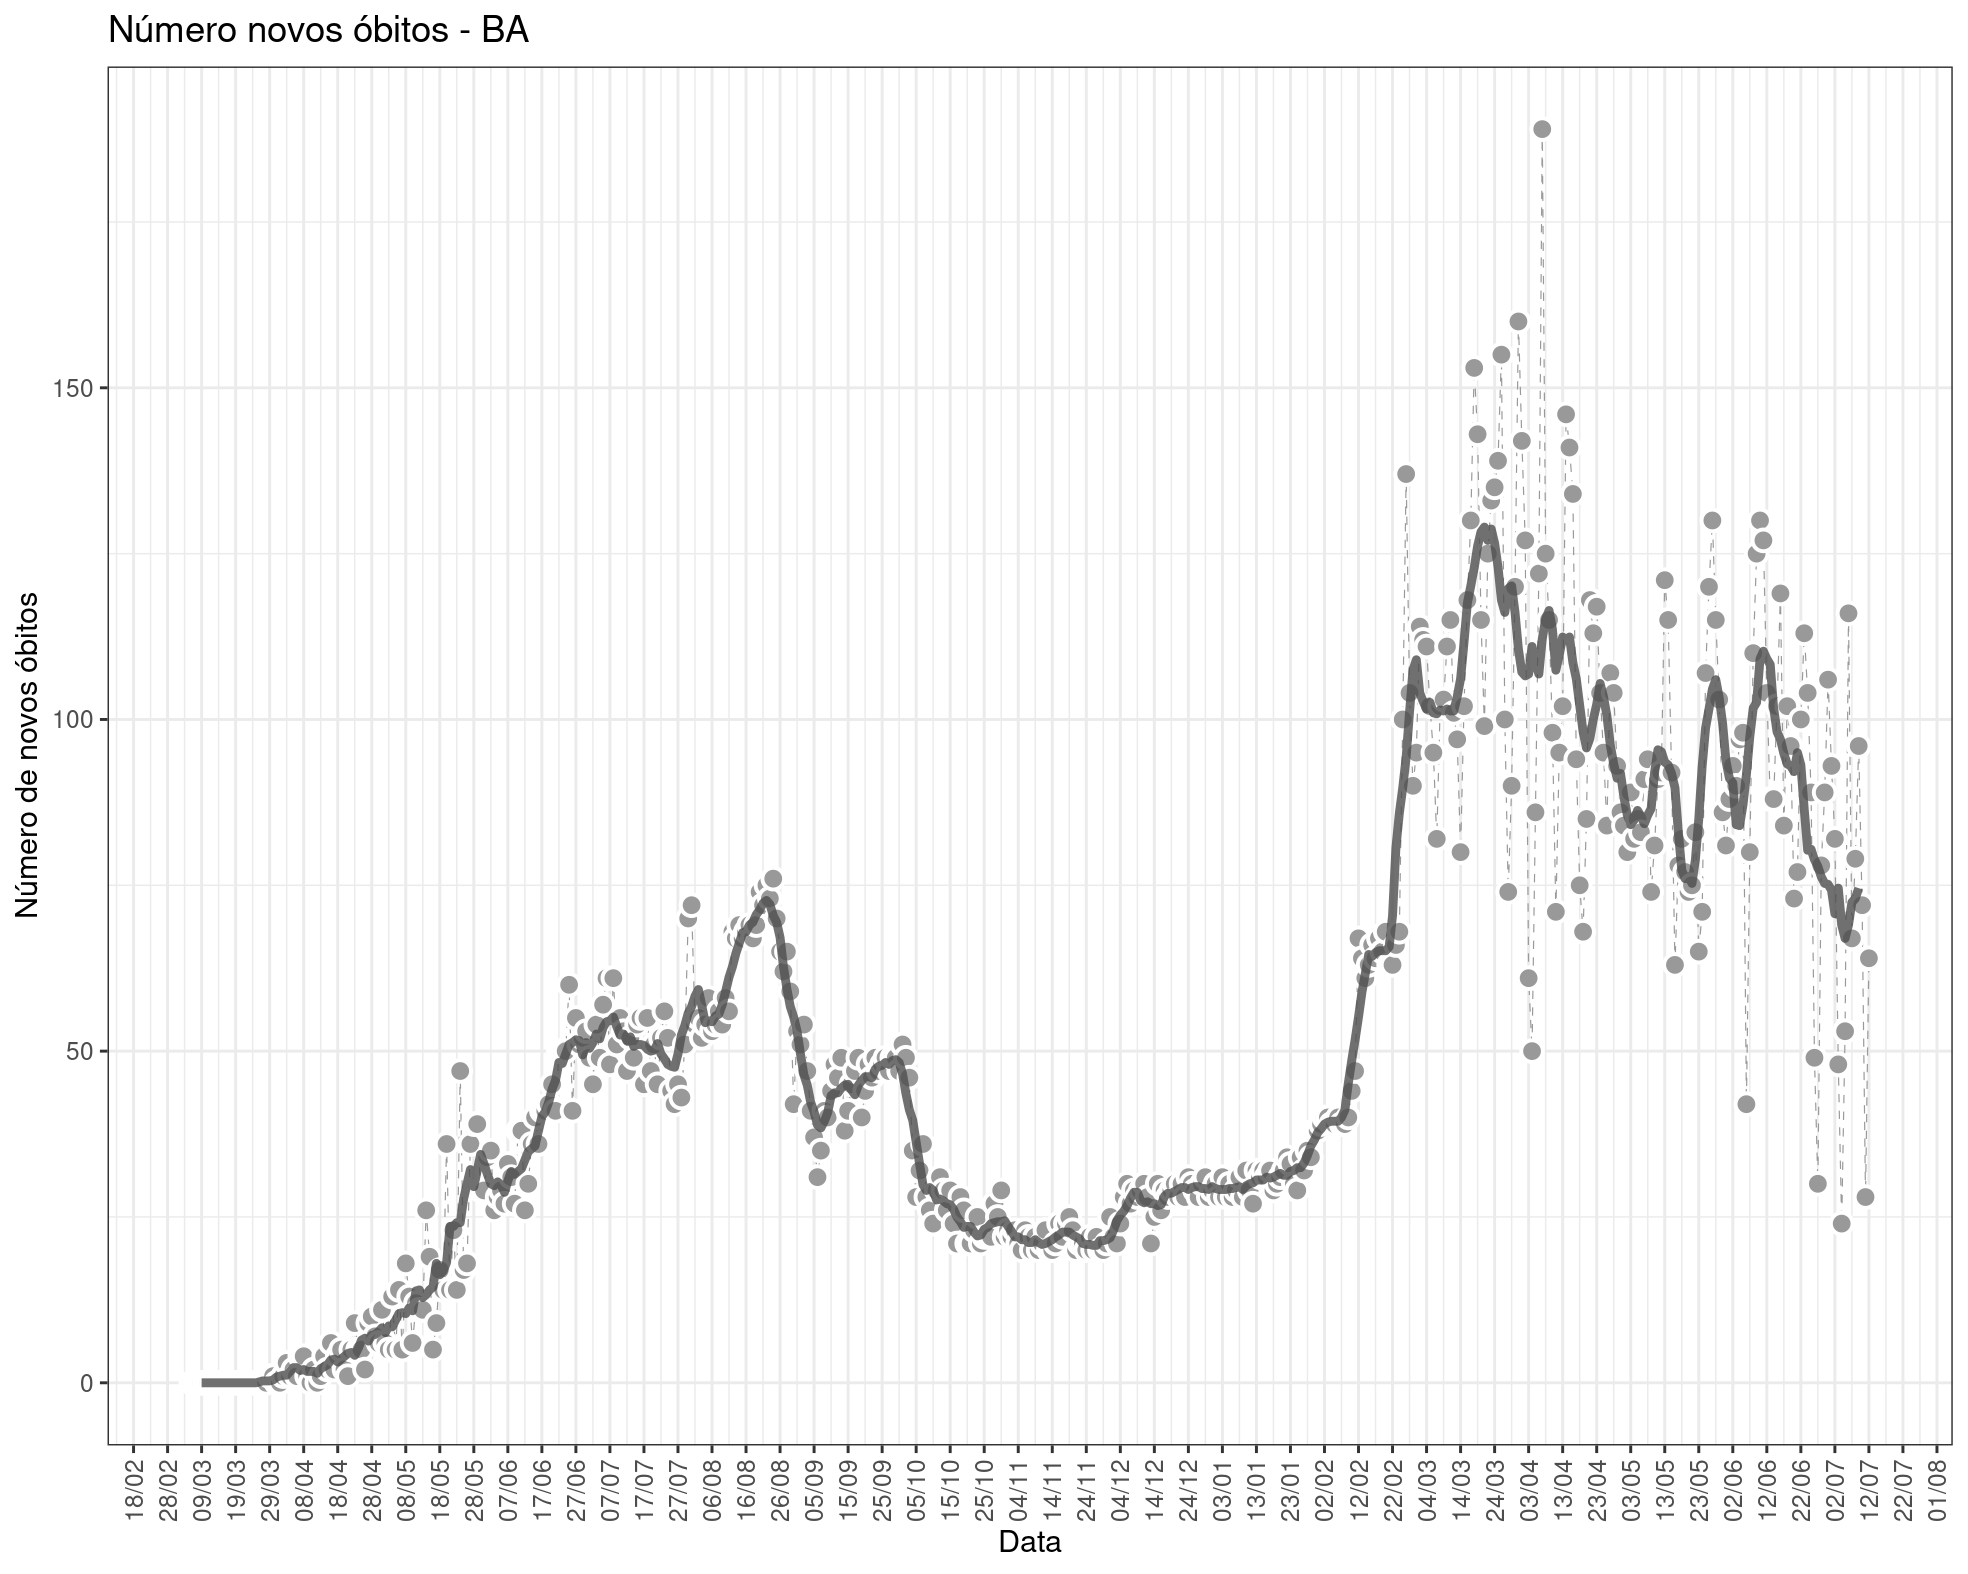 Número novos óbitos - BA
Número de novos óbitos
150
100
50
0
18/02 28/02 09/03 19/03 29/03 08/04 18/04 28/04 08/05 18/05 28/05 07/06 17/06 27/06 07/07 17/07 27/07 06/08 16/08 26/08 05/09 15/09 25/09 05/10 15/10 25/10 04/11 14/11 24/11 04/12 14/12 24/12 03/01 13/01 23/01 02/02 12/02 22/02 04/03 14/03 24/03 03/04 13/04 23/04 03/05 13/05 23/05 02/06 12/06 22/06 02/07 12/07 22/07 01/08
Data